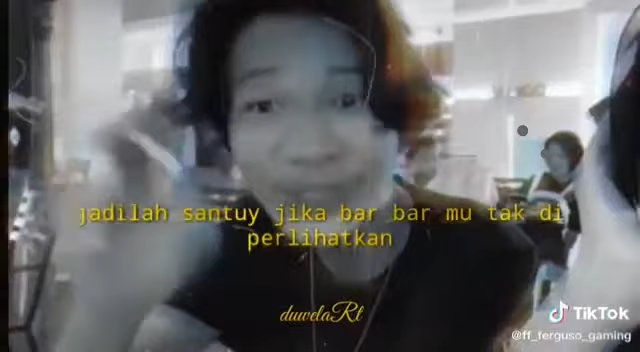 jadilah santuy jika bar bar mu tak di
perlihatkan
duwelaRt
TikTok
@ff_ferguso_gaming